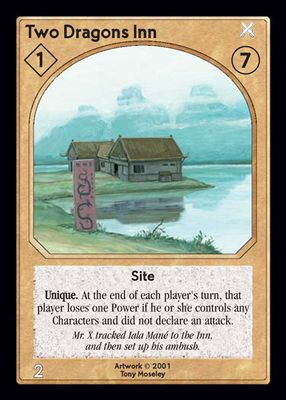 Two Dragons Inn
1
7
Site
Unique. At the end of each player's turn, that
player loses one Power if he or she controls any
Characters and did not declare an attack.
Mr. X tracked Iala Mané to the Inn,
and then set up his ambush.
Artwork © 2001
Tony Moseley
2